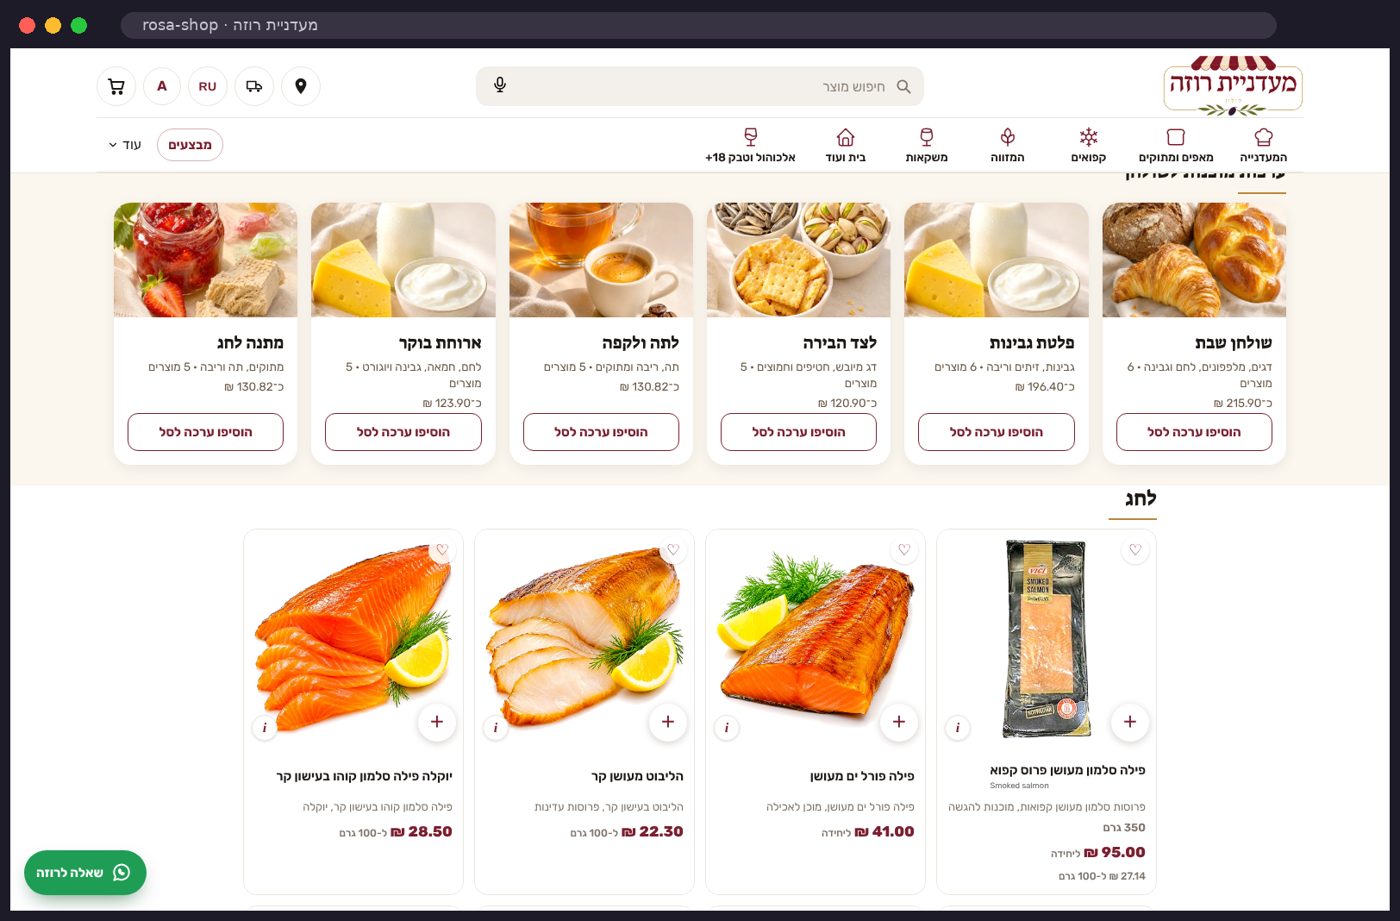 rosa-shop · מעדניית רוזה
מעדניית רוזה
חיפוש מוצר
RU
A
המעדנייה
מאפים ומתוקים
קפואים
המזווה
משקאות
בית ועוד
אלכוהול וטבק 18+
מבצעים
עוד
ערכות מוכנות לשולחן
שולחן שבת
דגים, מלפפונים, לחם וגבינה · 6
מוצרים
כ־215.90 ₪
הוסיפו ערכה לסל
פלטת גבינות
גבינות, זיתים וריבה · 6 מוצרים
כ־196.40 ₪
הוסיפו ערכה לסל
לצד הבירה
דג מיובש, חטיפים וחמוצים · 5
מוצרים
כ־120.90 ₪
הוסיפו ערכה לסל
לתה ולקפה
תה, ריבה ומתוקים · 5 מוצרים
כ־130.82 ₪
הוסיפו ערכה לסל
ארוחת בוקר
לחם, חמאה, גבינה ויוגורט · 5
מוצרים
כ־123.90 ₪
הוסיפו ערכה לסל
מתנה לחג
מתוקים, תה וריבה · 5 מוצרים
כ־130.82 ₪
הוסיפו ערכה לסל
לחג
VICI
SMOKED
SALMON
i
פילה סלמון מעושן פרוס קפוא
Smoked salmon
פרוסות סלמון מעושן קפואות, מוכנות להגשה
350 גרם
95.00 ₪ ליחידה
27.14 ₪ ל-100 גרם
i
פילה פורל ים מעושן
פילה פורל ים מעושן, מוכן לאכילה
41.00 ₪ ליחידה
i
הליבוט מעושן קר
הליבוט בעישון קר, פרוסות עדינות
22.30 ₪ ל-100 גרם
i
יוקלה פילה סלמון קוהו בעישון קר
פילה סלמון קוהו בעישון קר, יוקלה
28.50 ₪ ל-100 גרם
שאלה לרוזה